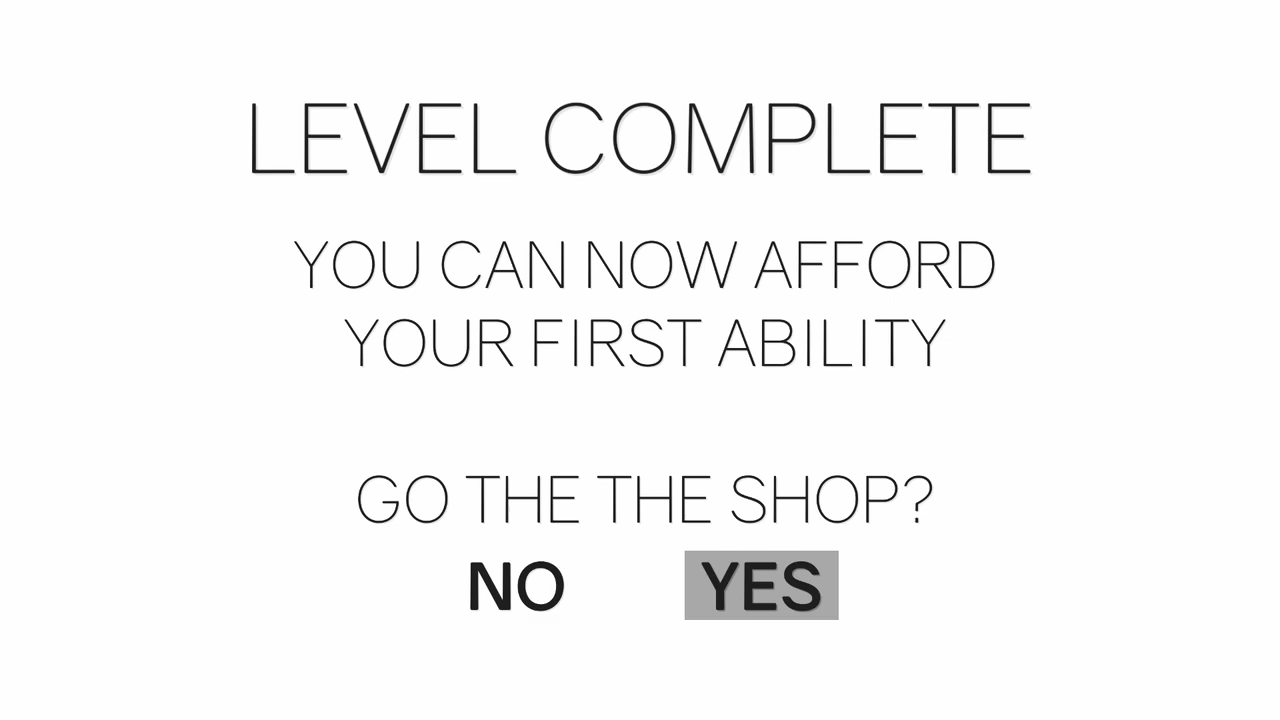 LEVEL COMPLETE
YOU CAN NOW AFFORD
YOUR FIRST ABILITY
GO THE THE SHOP?
NO YES